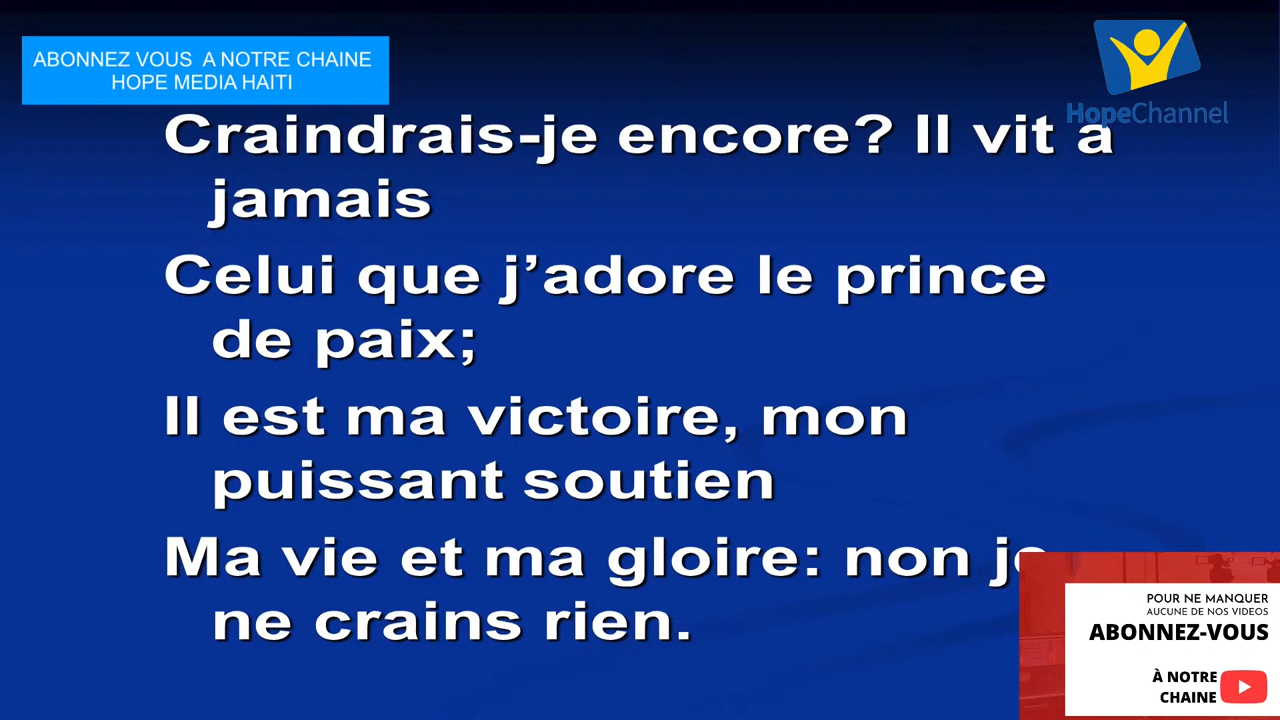 ABONNEZ VOUS A NOTRE CHAINE
HOPE MEDIA HAITI
HopeChannel
Craindrais-je encore? Il vit a
jamais
Celui que j’adore le prince
de paix;
Il est ma victoire, mon
puissant soutien
Ma vie et ma gloire: non je
ne crains rien.
POUR NE MANQUER
AUCUNE DE NOS VIDEOS
ABONNEZ-VOUS
À NOTRE
CHAINE